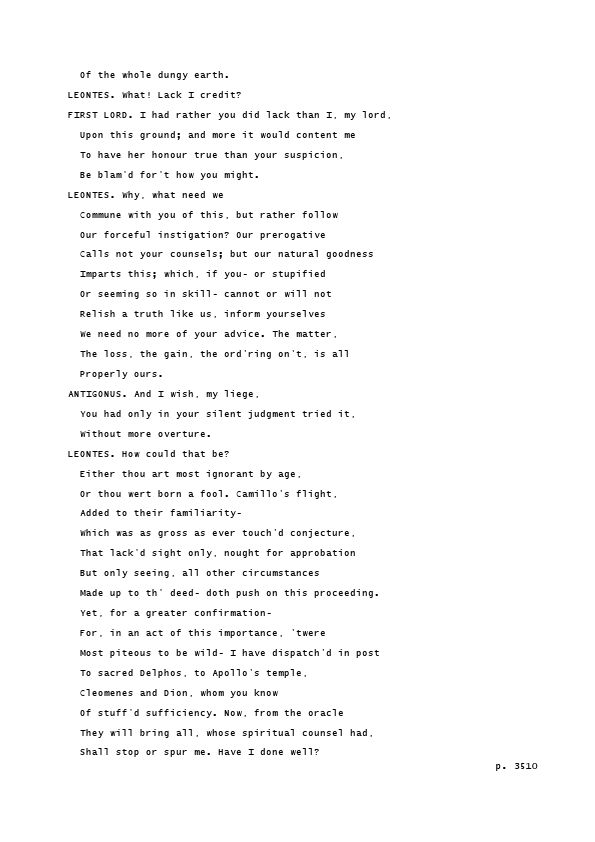 Of the whole dungy earth.
LEONTES. What! Lack I credit?
FIRST LORD. I had rather you did lack than I, my lord,
Upon this ground; and more it would content me
To have her honour true than your suspicion,
Be blam'd for't how you might.
LEONTES. Why, what need we
Commune with you of this, but rather follow
Our forceful instigation? Our prerogative
Calls not your counsels; but our natural goodness
Imparts this; which, if you- or stupified
Or seeming so in skill- cannot or will not
Relish a truth like us, inform yourselves
We need no more of your advice. The matter,
The loss, the gain, the ord'ring on't, is all
Properly ours.
ANTIGONUS. And I wish, my liege,
You had only in your silent judgment tried it,
Without more overture.
LEONTES. How could that be?
Either thou art most ignorant by age,
Or thou wert born a fool. Camillo's flight,
Added to their familiarity-
Which was as gross as ever touch'd conjecture,
That lack'd sight only, nought for approbation
But only seeing, all other circumstances
Made up to th' deed- doth push on this proceeding.
Yet, for a greater confirmation-
For, in an act of this importance, 'twere
Most piteous to be wild- I have dispatch'd in post
To sacred Delphos, to Apollo's temple,
Cleomenes and Dion, whom you know
Of stuff'd sufficiency. Now, from the oracle
They will bring all, whose spiritual counsel had,
Shall stop or spur me. Have I done well?
p. 3510